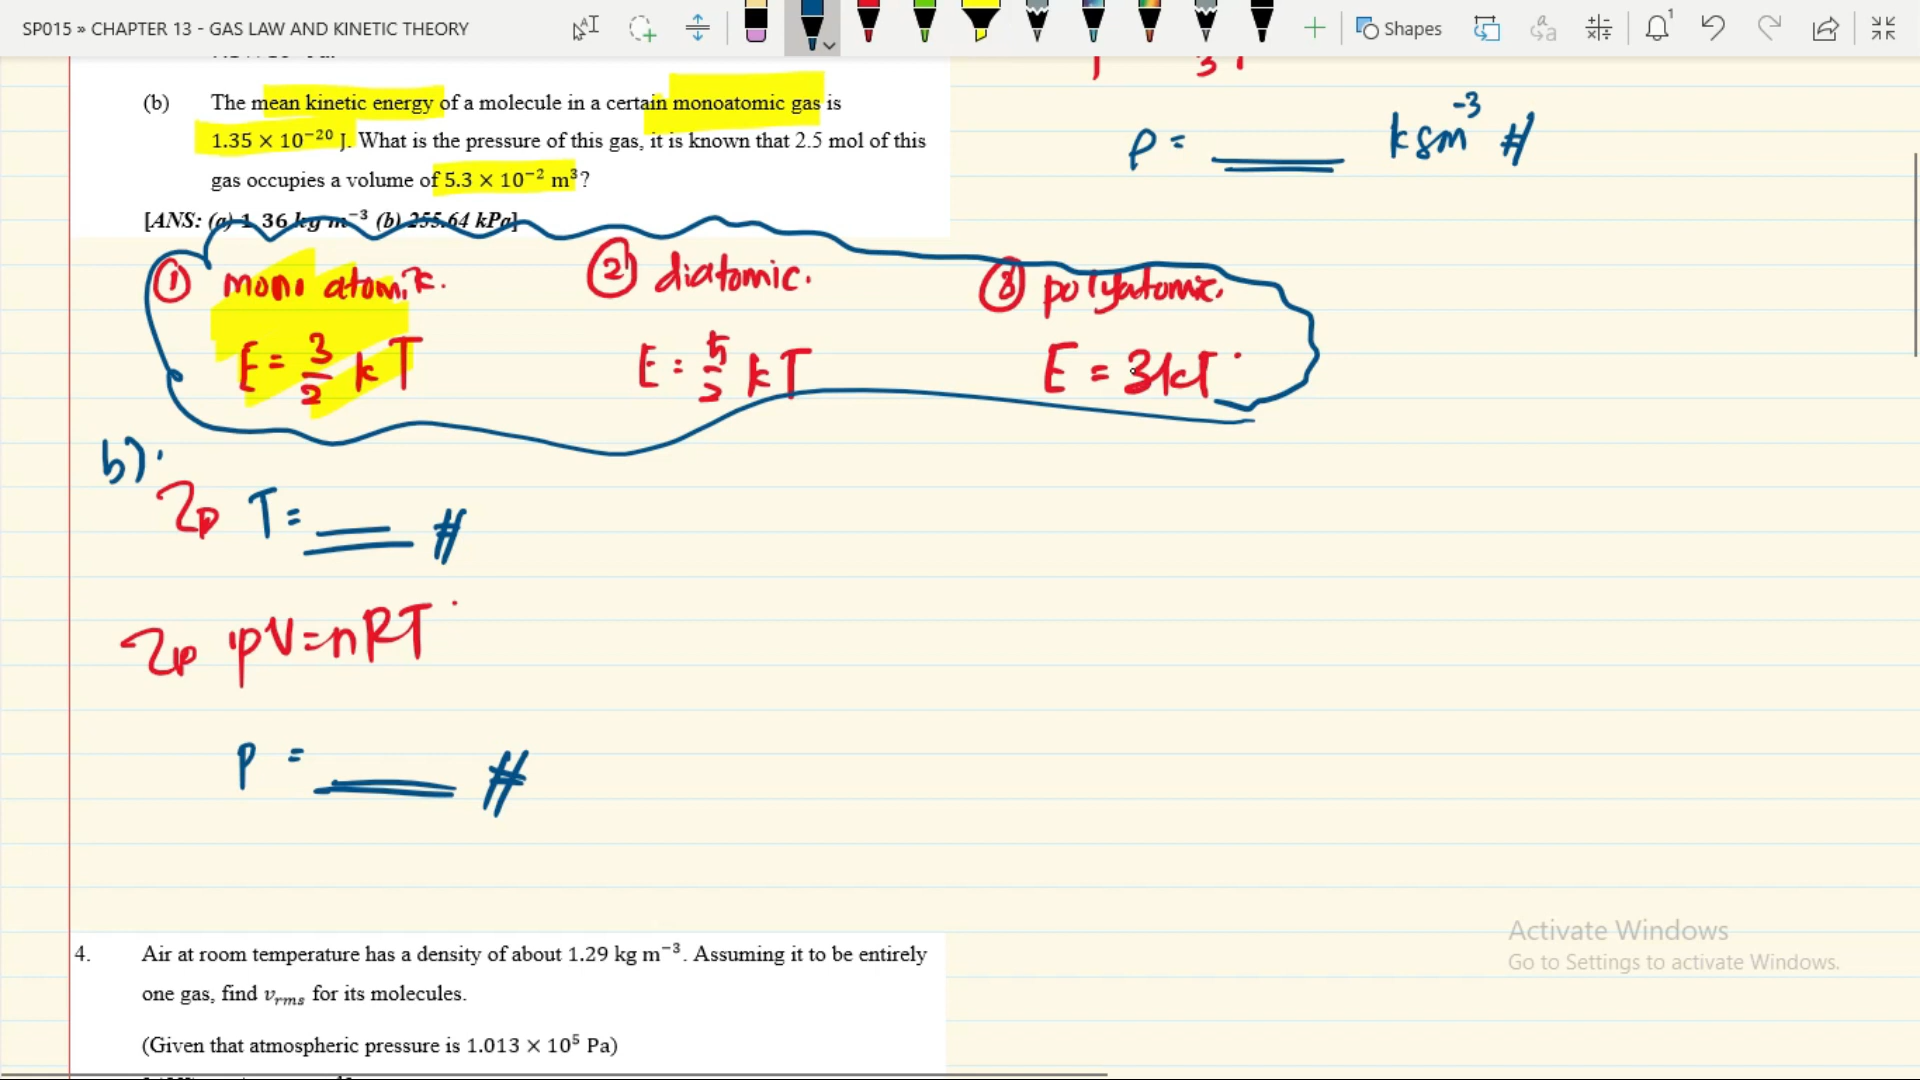 SP015 » CHAPTER 13 - GAS LAW AND KINETIC THEORY
Shapes
(b) The mean kinetic energy of a molecule in a certain monoatomic gas is
1.35 × 10⁻²⁰ J. What is the pressure of this gas, it is known that 2.5 mol of this
gas occupies a volume of 5.3 × 10⁻² m³?
[ANS: (a) 1.36 kg m⁻³ (b) 255.64 kPa]
ρ = ____ kgm⁻³ #
① mono atomic. ② diatomic. ③ polyatomic.
E = 3/2 kT E = 5/2 kT E = 3kT
b).
T = ____ #
PV = nRT
P = ____ #
4. Air at room temperature has a density of about 1.29 kg m⁻³. Assuming it to be entirely
one gas, find vᵣₘₛ for its molecules.
(Given that atmospheric pressure is 1.013 × 10⁵ Pa)
Activate Windows
Go to Settings to activate Windows.